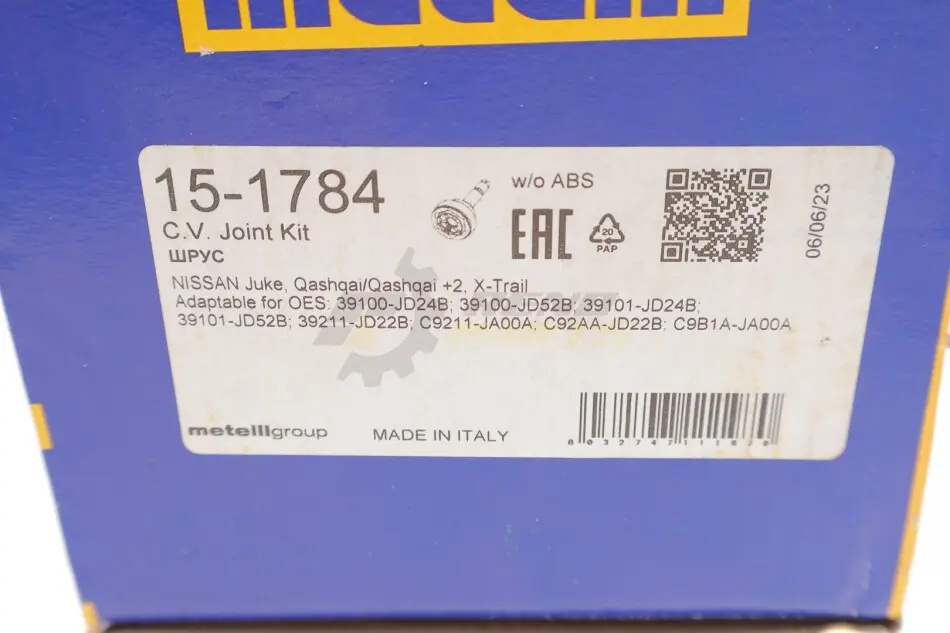 metelli
15-1784
w/o ABS
C.V. Joint Kit
ШРУС
EAC
20
PAP
06/06/23
NISSAN Juke, Qashqai/Qashqai +2, X-Trail
Adaptable for OES: 39100-JD24B; 39100-JD52B; 39101-JD24B;
39101-JD52B; 39211-JD22B; C9211-JA00A; C92AA-JD22B; C9B1A-JA00A
metelligroup
MADE IN ITALY